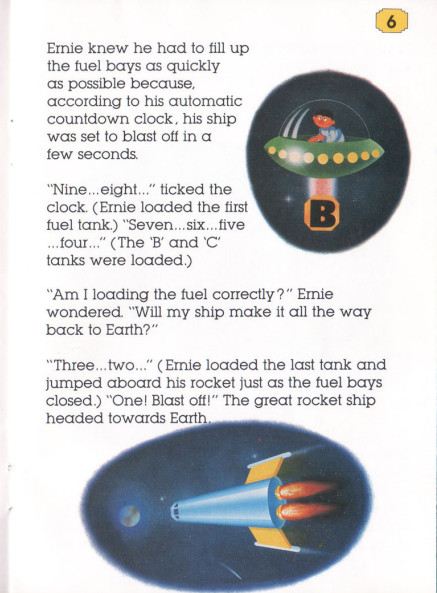 6
Ernie knew he had to fill up
the fuel bays as quickly
as possible because,
according to his automatic
countdown clock, his ship
was set to blast off in a
few seconds.
"Nine...eight..." ticked the
clock. (Ernie loaded the first
fuel tank.) "Seven...six...five
...four..." (The 'B' and 'C'
tanks were loaded.)
B
"Am I loading the fuel correctly?" Ernie
wondered. "Will my ship make it all the way
back to Earth?"
"Three...two..." (Ernie loaded the last tank and
jumped aboard his rocket just as the fuel bays
closed.) "One! Blast off!" The great rocket ship
headed towards Earth.